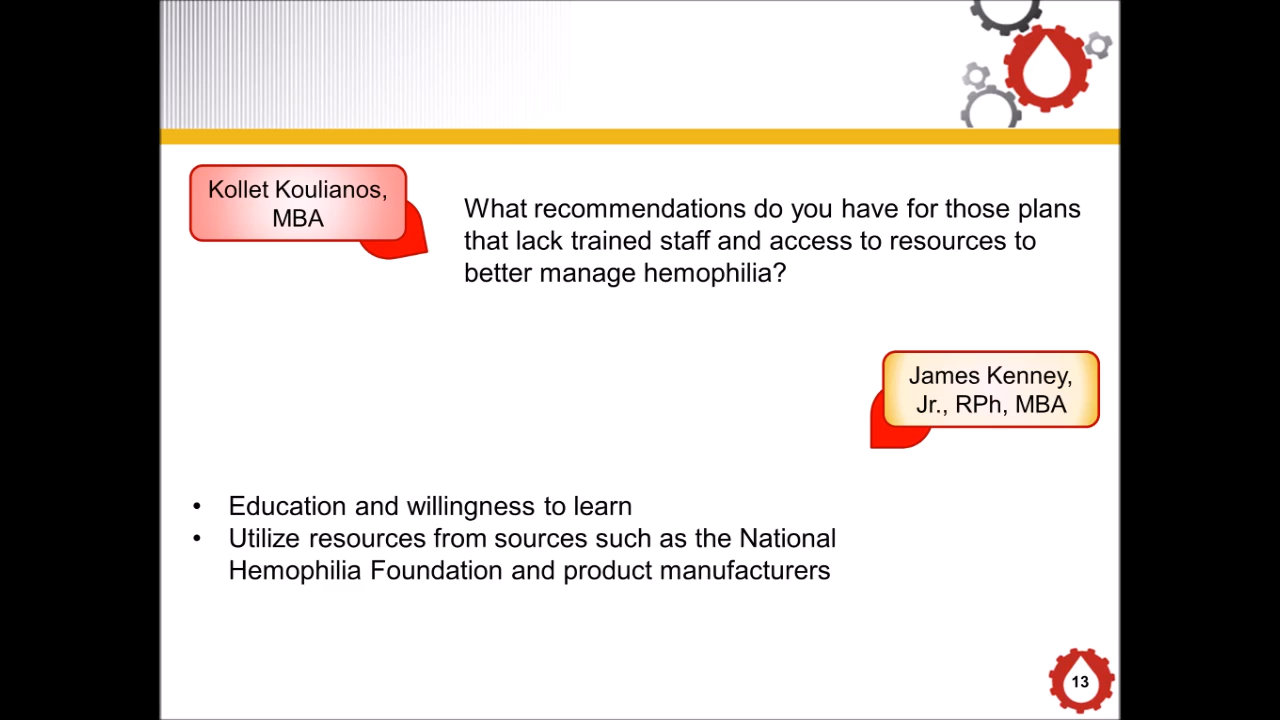 Kollet Koulianos,
MBA
What recommendations do you have for those plans
that lack trained staff and access to resources to
better manage hemophilia?
James Kenney,
Jr., RPh, MBA
• Education and willingness to learn
• Utilize resources from sources such as the National
Hemophilia Foundation and product manufacturers
13